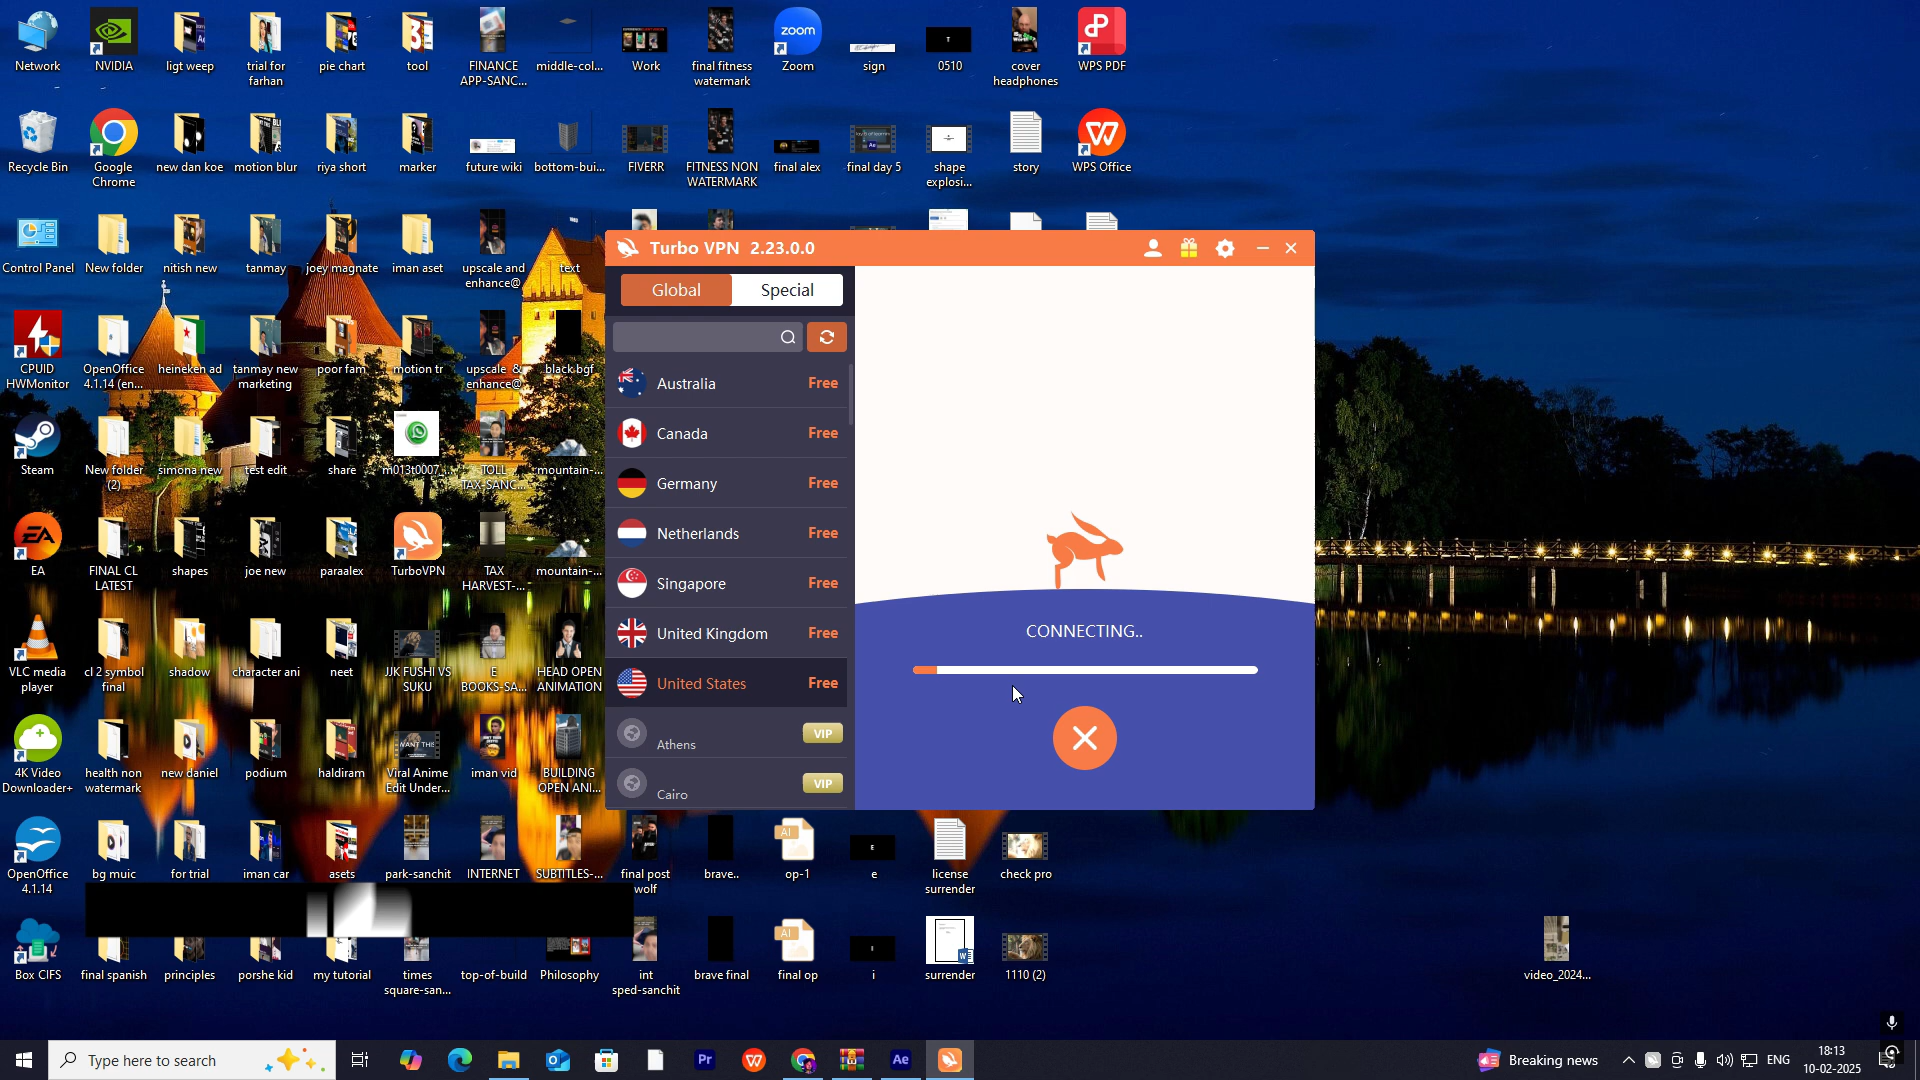 Network
NVIDIA
ligt weep
trial for
farhan
pie chart
tool
FINANCE
APP-SANC...
middle-col...
Work
final fitness
watermark
zoom
Zoom
sign
0510
cover
headphones
WPS PDF
Recycle Bin
Google
Chrome
new dan koe
motion blur
riya short
marker
future wiki
bottom-bui...
FIVERR
FITNESS NON
WATERMARK
final alex
final day 5
shape
explosi...
story
WPS Office
Control Panel
New folder
nitish new
tanmay
joey magnate
iman aset
upscale and
enhance@
text
CPUID
HWMonitor
OpenOffice
4.1.14 (en...
heineken ad
tanmay new
marketing
poor fam
motion tr
upscale &
enhance@
black bgf
Steam
New folder
(2)
simona new
test edit
share
m013t0007_...
TOLL
TAX-SANC...
mountain-...
EA
FINAL CL
LATEST
shapes
joe new
paraalex
TurboVPN
TAX
HARVEST-...
mountain-...
VLC media
player
cl 2 symbol
final
shadow
character ani
neet
JJK FUSHI VS
SUKU
E
BOOKS-SA...
HEAD OPEN
ANIMATION
4K Video
Downloader+
health non
watermark
new daniel
podium
haldiram
WANT THIS
Viral Anime
Edit Under...
iman vid
BUILDING
OPEN ANI...
OpenOffice
4.1.14
bg muic
for trial
iman car
asets
park-sanchit
INTERNET
SUBTITLES-...
final post
wolf
brave..
AI
op-1
e
license
surrender
check pro
Box CIFS
final spanish
principles
porshe kid
my tutorial
times
square-san...
top-of-build
Philosophy
int
sped-sanchit
brave final
AI
final op
i
surrender
1110 (2)
video_2024...
Turbo VPN 2.23.0.0
Global
Special
Australia Free
Canada Free
Germany Free
Netherlands Free
Singapore Free
United Kingdom Free
United States Free
Athens VIP
Cairo VIP
CONNECTING..
Type here to search
Pr
Ae
Breaking news
ENG
18:13
10-02-2025